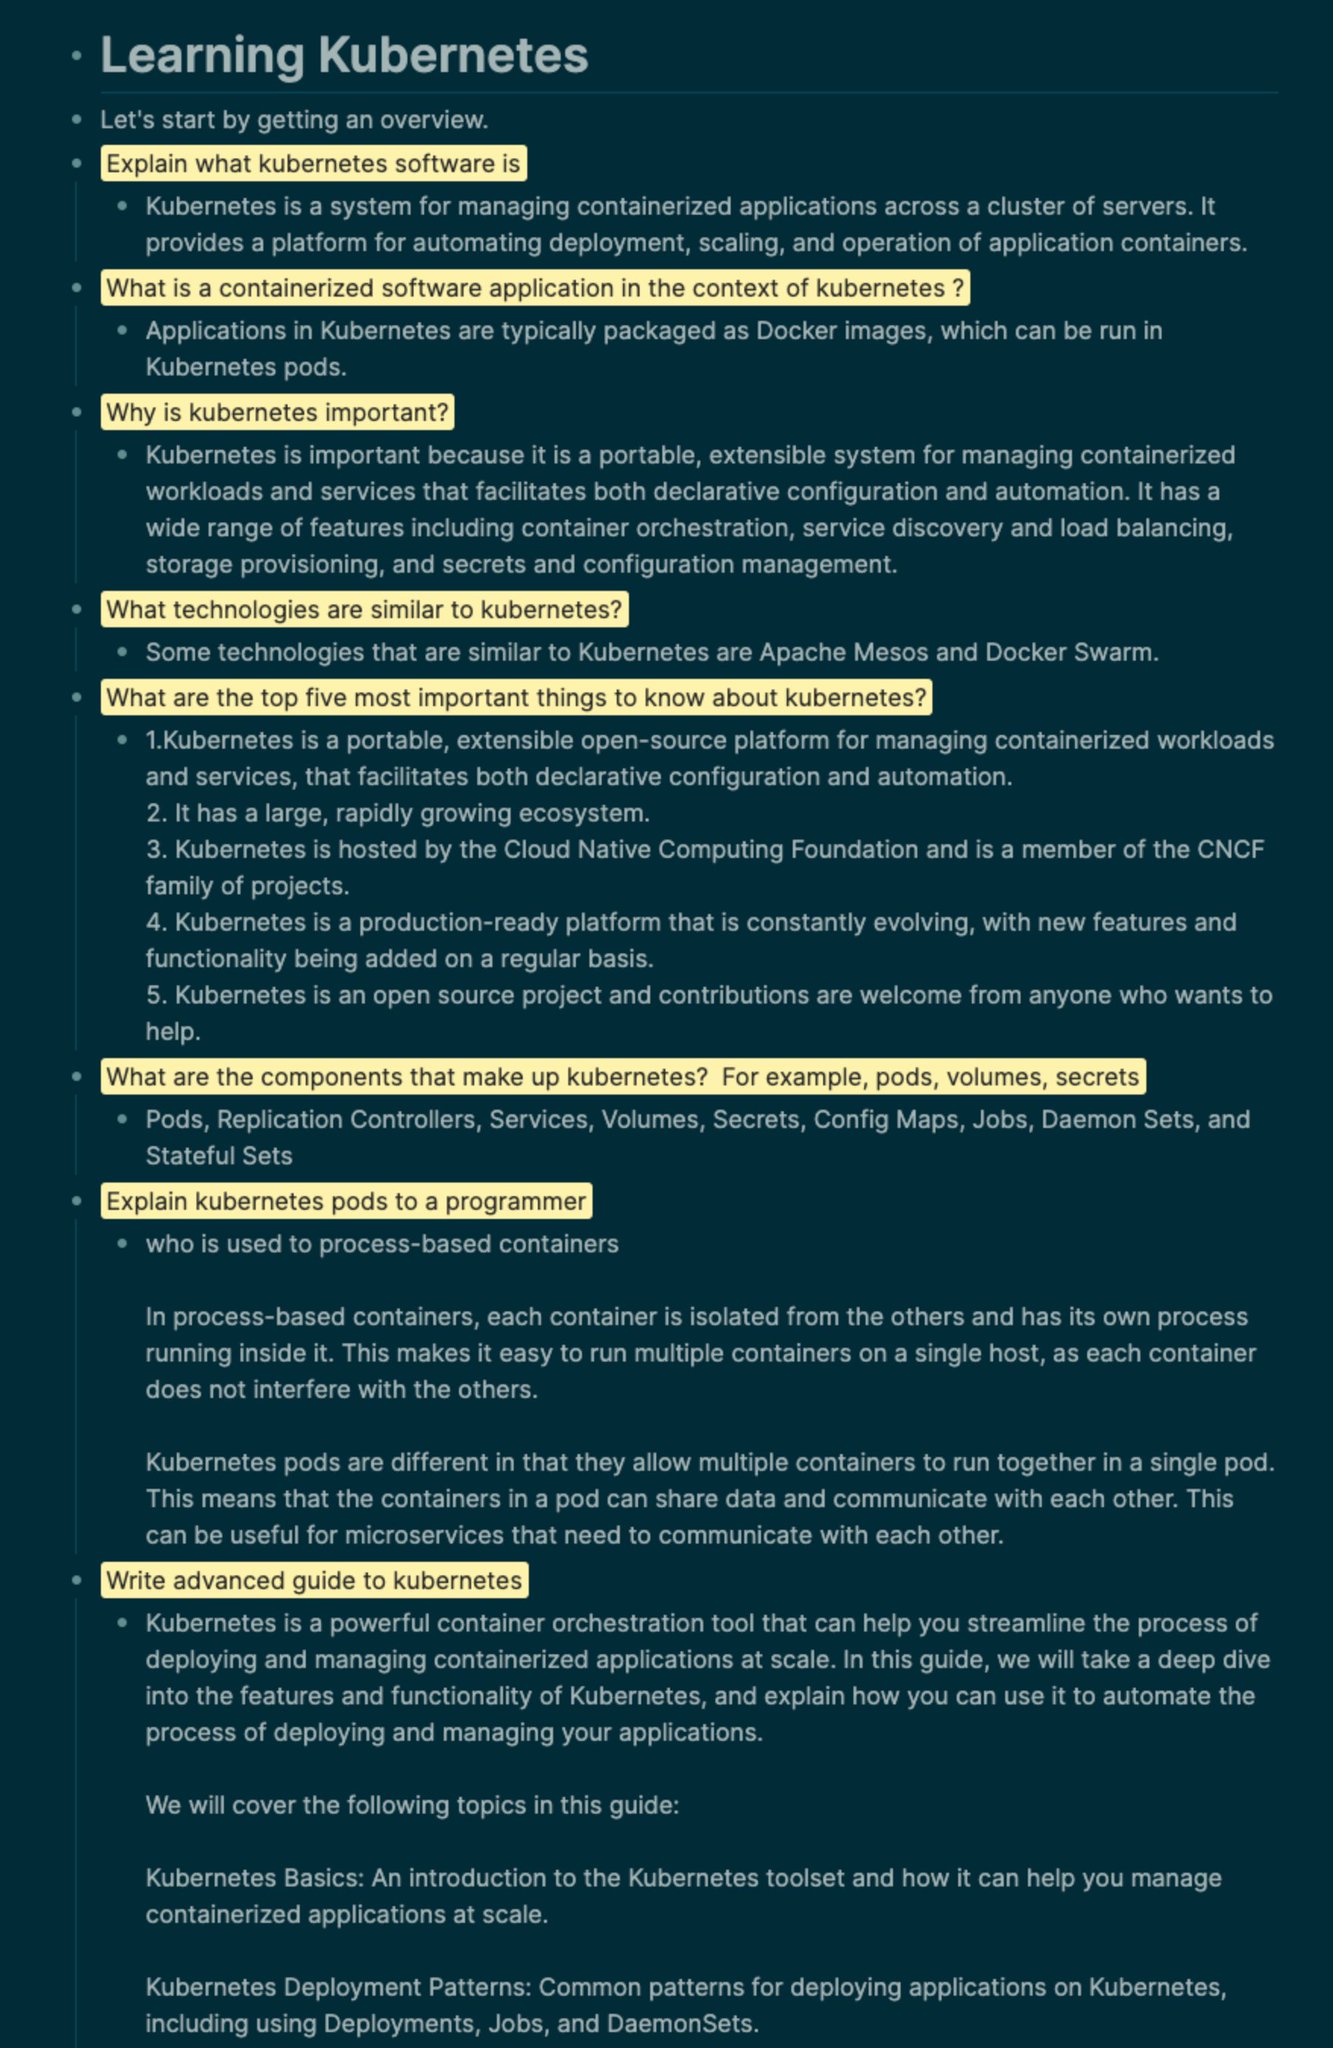 Learning Kubernetes
Let's start by getting an overview.
Explain what kubernetes software is
Kubernetes is a system for managing containerized applications across a cluster of servers. It
provides a platform for automating deployment, scaling, and operation of application containers.
What is a containerized software application in the context of kubernetes ?
Applications in Kubernetes are typically packaged as Docker images, which can be run in
Kubernetes pods.
Why is kubernetes important?
Kubernetes is important because it is a portable, extensible system for managing containerized
workloads and services that facilitates both declarative configuration and automation. It has a
wide range of features including container orchestration, service discovery and load balancing,
storage provisioning, and secrets and configuration management.
What technologies are similar to kubernetes?
Some technologies that are similar to Kubernetes are Apache Mesos and Docker Swarm.
What are the top five most important things to know about kubernetes?
1.Kubernetes is a portable, extensible open-source platform for managing containerized workloads
and services, that facilitates both declarative configuration and automation.
2. It has a large, rapidly growing ecosystem.
3. Kubernetes is hosted by the Cloud Native Computing Foundation and is a member of the CNCF
family of projects.
4. Kubernetes is a production-ready platform that is constantly evolving, with new features and
functionality being added on a regular basis.
5. Kubernetes is an open source project and contributions are welcome from anyone who wants to
help.
What are the components that make up kubernetes?  For example, pods, volumes, secrets
Pods, Replication Controllers, Services, Volumes, Secrets, Config Maps, Jobs, Daemon Sets, and
Stateful Sets
Explain kubernetes pods to a programmer
who is used to process-based containers
In process-based containers, each container is isolated from the others and has its own process
running inside it. This makes it easy to run multiple containers on a single host, as each container
does not interfere with the others.
Kubernetes pods are different in that they allow multiple containers to run together in a single pod.
This means that the containers in a pod can share data and communicate with each other. This
can be useful for microservices that need to communicate with each other.
Write advanced guide to kubernetes
Kubernetes is a powerful container orchestration tool that can help you streamline the process of
deploying and managing containerized applications at scale. In this guide, we will take a deep dive
into the features and functionality of Kubernetes, and explain how you can use it to automate the
process of deploying and managing your applications.
We will cover the following topics in this guide:
Kubernetes Basics: An introduction to the Kubernetes toolset and how it can help you manage
containerized applications at scale.
Kubernetes Deployment Patterns: Common patterns for deploying applications on Kubernetes,
including using Deployments, Jobs, and DaemonSets.